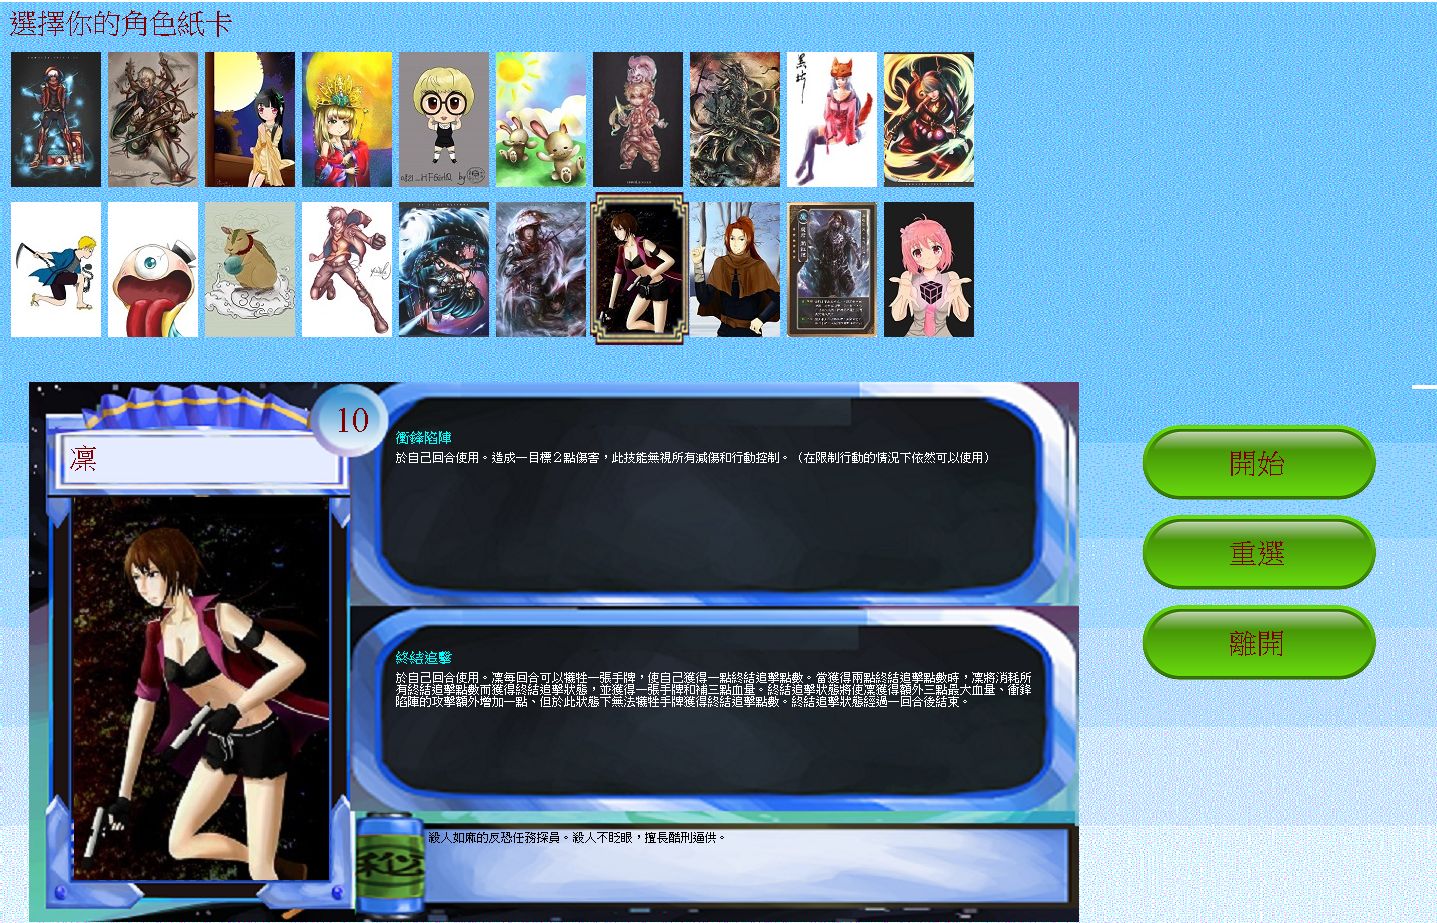 選擇你的角色紙卡
黑狐
10
凛
衝鋒陷陣
於自己回合使用。造成一目標２點傷害，此技能無視所有減傷和行動控制。（在限制行動的情況下依然可以使用）
開始
重選
離開
終結追擊
於自己回合使用。凛每回合可以犧牲一張手牌，使自己獲得一點終結追擊點數。當獲得兩點終結追擊點數時，凛將消耗所
有終結追擊點數而獲得終結追擊狀態，並獲得一張手牌和補三點血量。終結追擊狀態將使凛獲得額外三點最大血量、衝鋒
陷陣的攻擊額外增加一點、但於此狀態下無法犧牲手牌獲得終結追擊點數。終結追擊狀態經過一回合後結束。
殺人如麻的反恐任務探員。殺人不眨眼，擅長酷刑逼供。